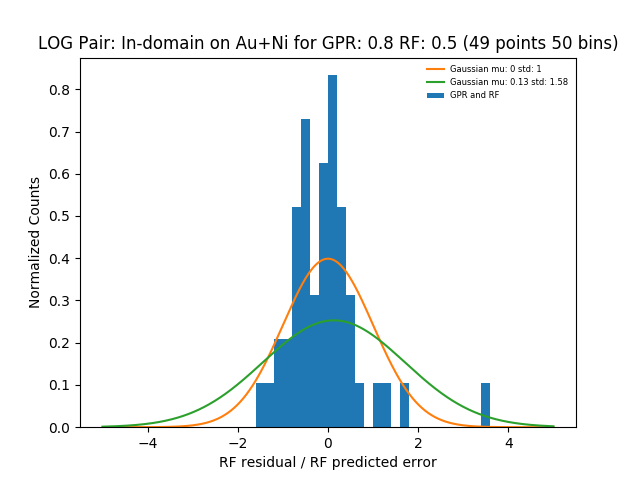 LOG Pair: In-domain on Au+Ni for GPR: 0.8 RF: 0.5 (49 points 50 bins)
Gaussian mu: 0 std: 1
Gaussian mu: 0.13 std: 1.58
GPR and RF
Normalized Counts
0.8
0.7
0.6
0.5
0.4
0.3
0.2
0.1
0.0
−4
−2
0
2
4
RF residual / RF predicted error